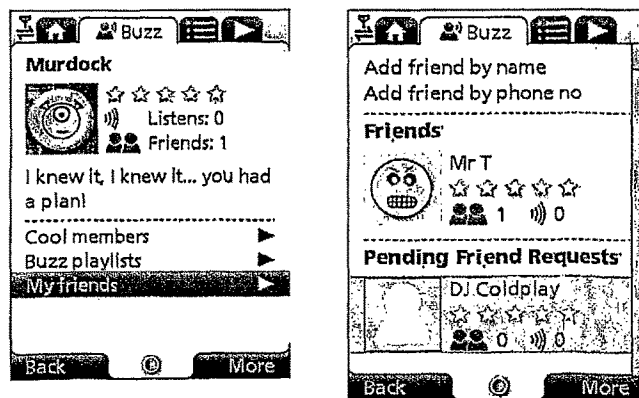 Buzz
Murdock
Listens: 0
Friends: 1
I knew it, I knew it... you had
a plan!
Cool members
Buzz playlists
My friends
Back
More
Buzz
Add friend by name
Add friend by phone no
Friends
Mr T
1
0
Pending Friend Requests
DJ Coldplay
0
0
Back
More